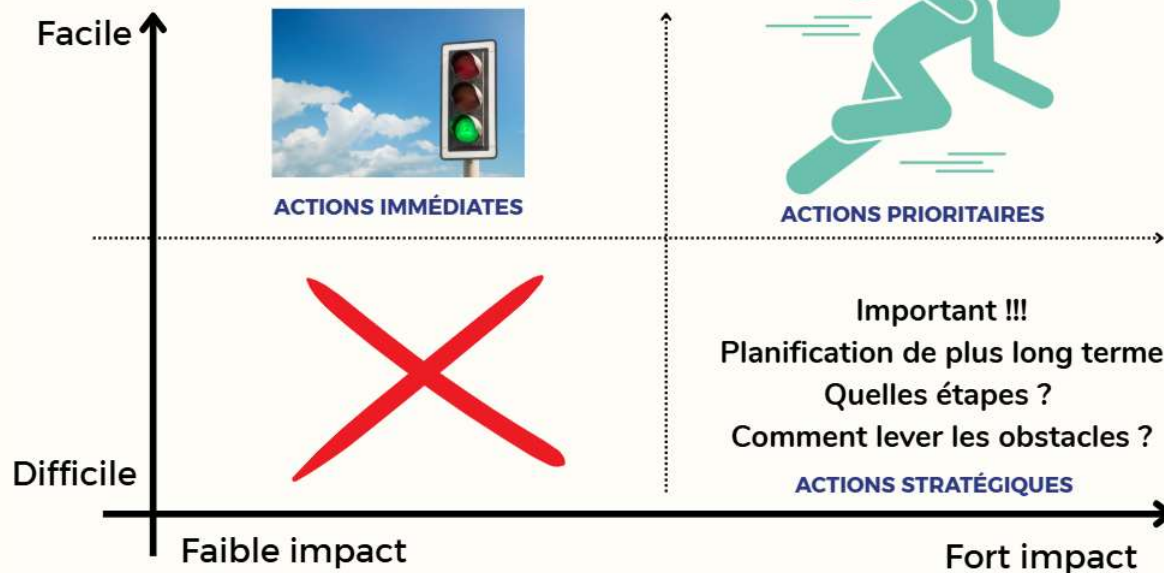 Facile
ACTIONS IMMÉDIATES
ACTIONS PRIORITAIRES
Important !!!
Planification de plus long terme
Quelles étapes ?
Comment lever les obstacles ?
ACTIONS STRATÉGIQUES
Difficile
Faible impact
Fort impact